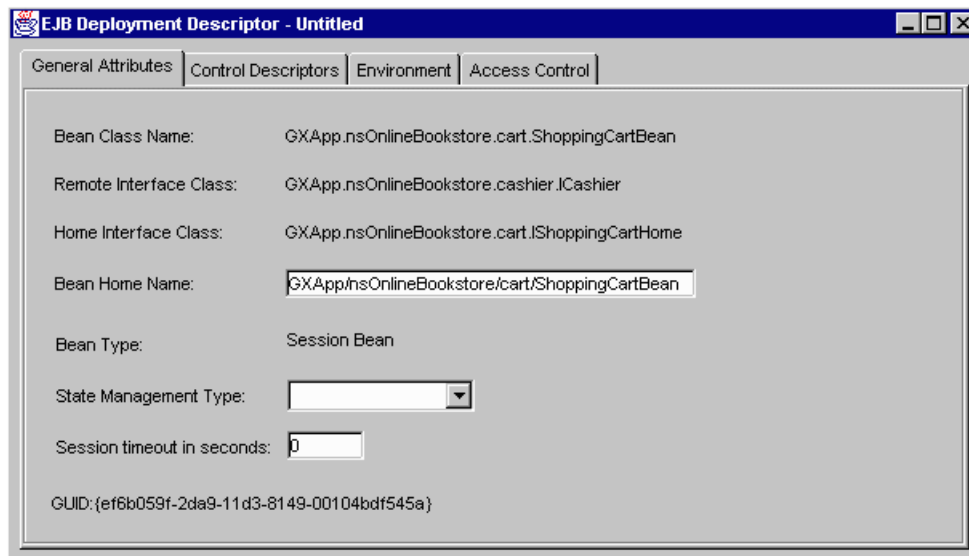 EJB Deployment Descriptor - Untitled
General Attributes Control Descriptors Environment Access Control
Bean Class Name: GXApp.nsOnlineBookstore.cart.ShoppingCartBean
Remote Interface Class: GXApp.nsOnlineBookstore.cashier.ICashier
Home Interface Class: GXApp.nsOnlineBookstore.cart.IShoppingCartHome
Bean Home Name: GXApp/nsOnlineBookstore/cart/ShoppingCartBean
Bean Type: Session Bean
State Management Type:
Session timeout in seconds: 0
GUID:{ef6b059f-2da9-11d3-8149-00104bdf545a}